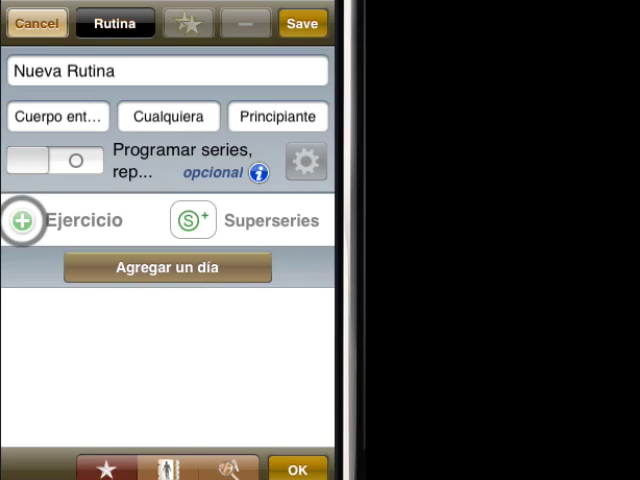 Cancel Rutina Save
Nueva Rutina
Cuerpo ent... Cualquiera Principiante
Programar series,
rep... opcional i
Ejercicio S+ Superseries
Agregar un día
OK